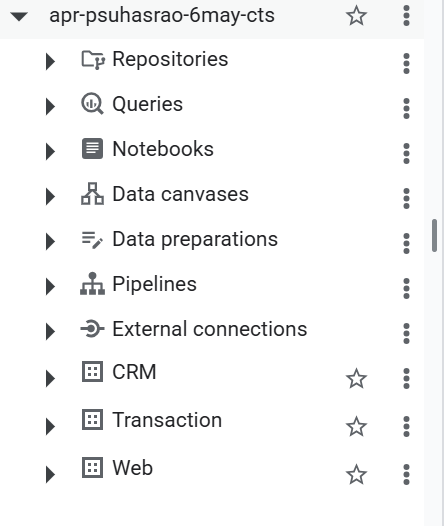 apr-psuhasrao-6may-cts
Repositories
Queries
Notebooks
Data canvases
Data preparations
Pipelines
External connections
CRM
Transaction
Web